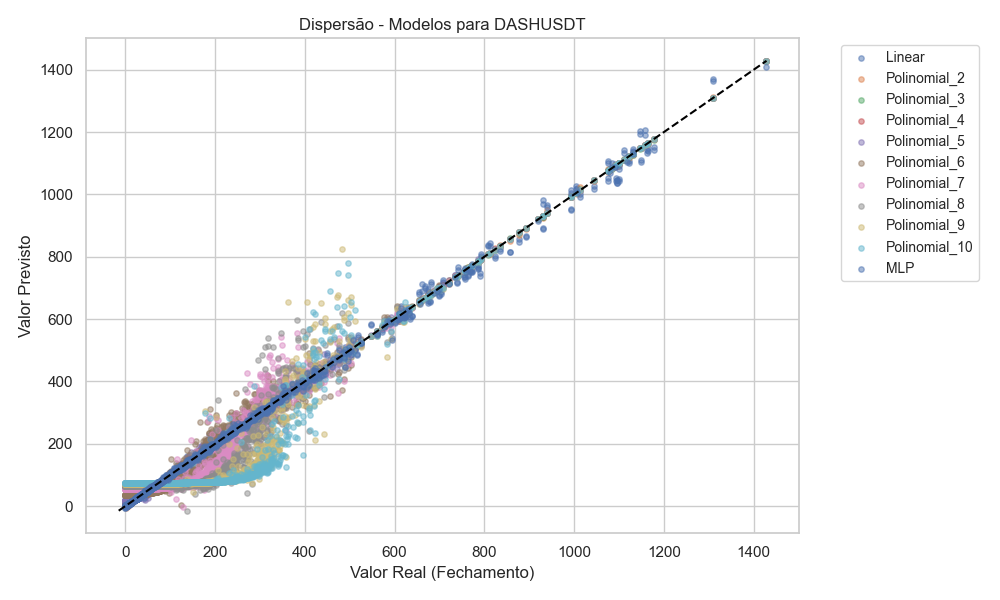 Dispersão - Modelos para DASHUSDT
Valor Previsto
1400
1200
1000
800
600
400
200
0
0 200 400 600 800 1000 1200 1400
Valor Real (Fechamento)
Linear
Polinomial_2
Polinomial_3
Polinomial_4
Polinomial_5
Polinomial_6
Polinomial_7
Polinomial_8
Polinomial_9
Polinomial_10
MLP